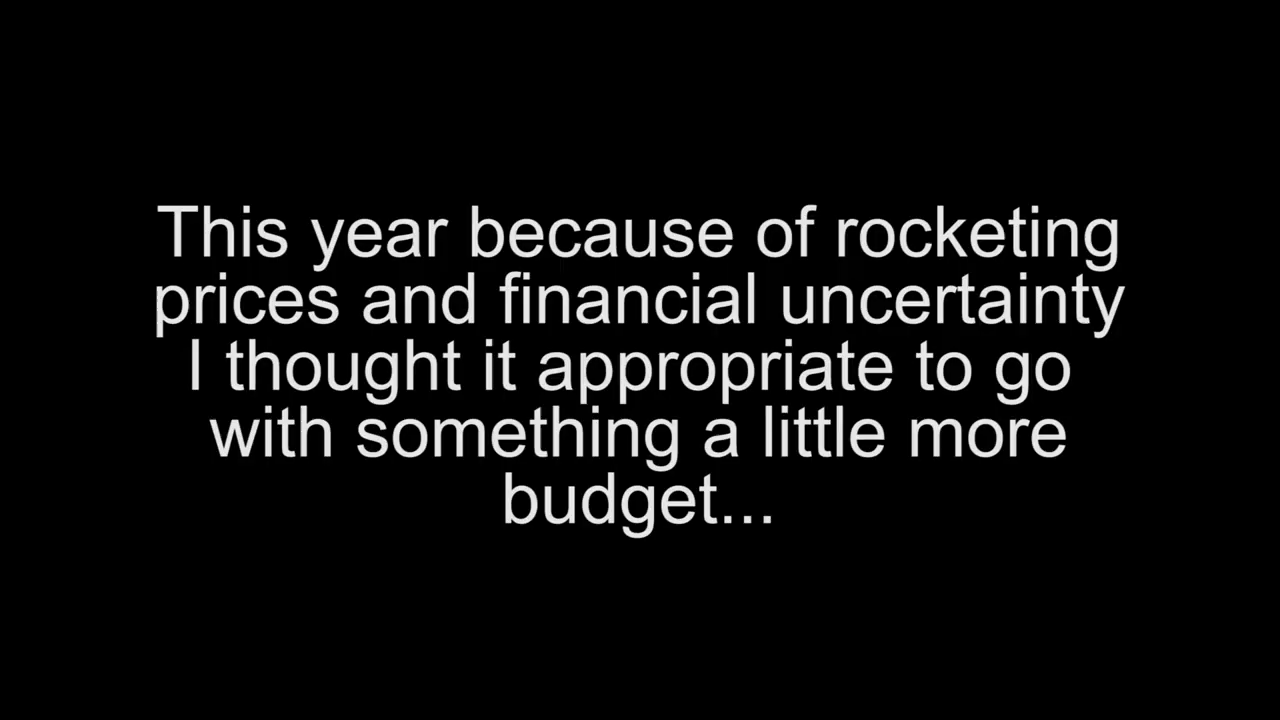 This year because of rocketing
prices and financial uncertainty
I thought it appropriate to go
with something a little more
budget...